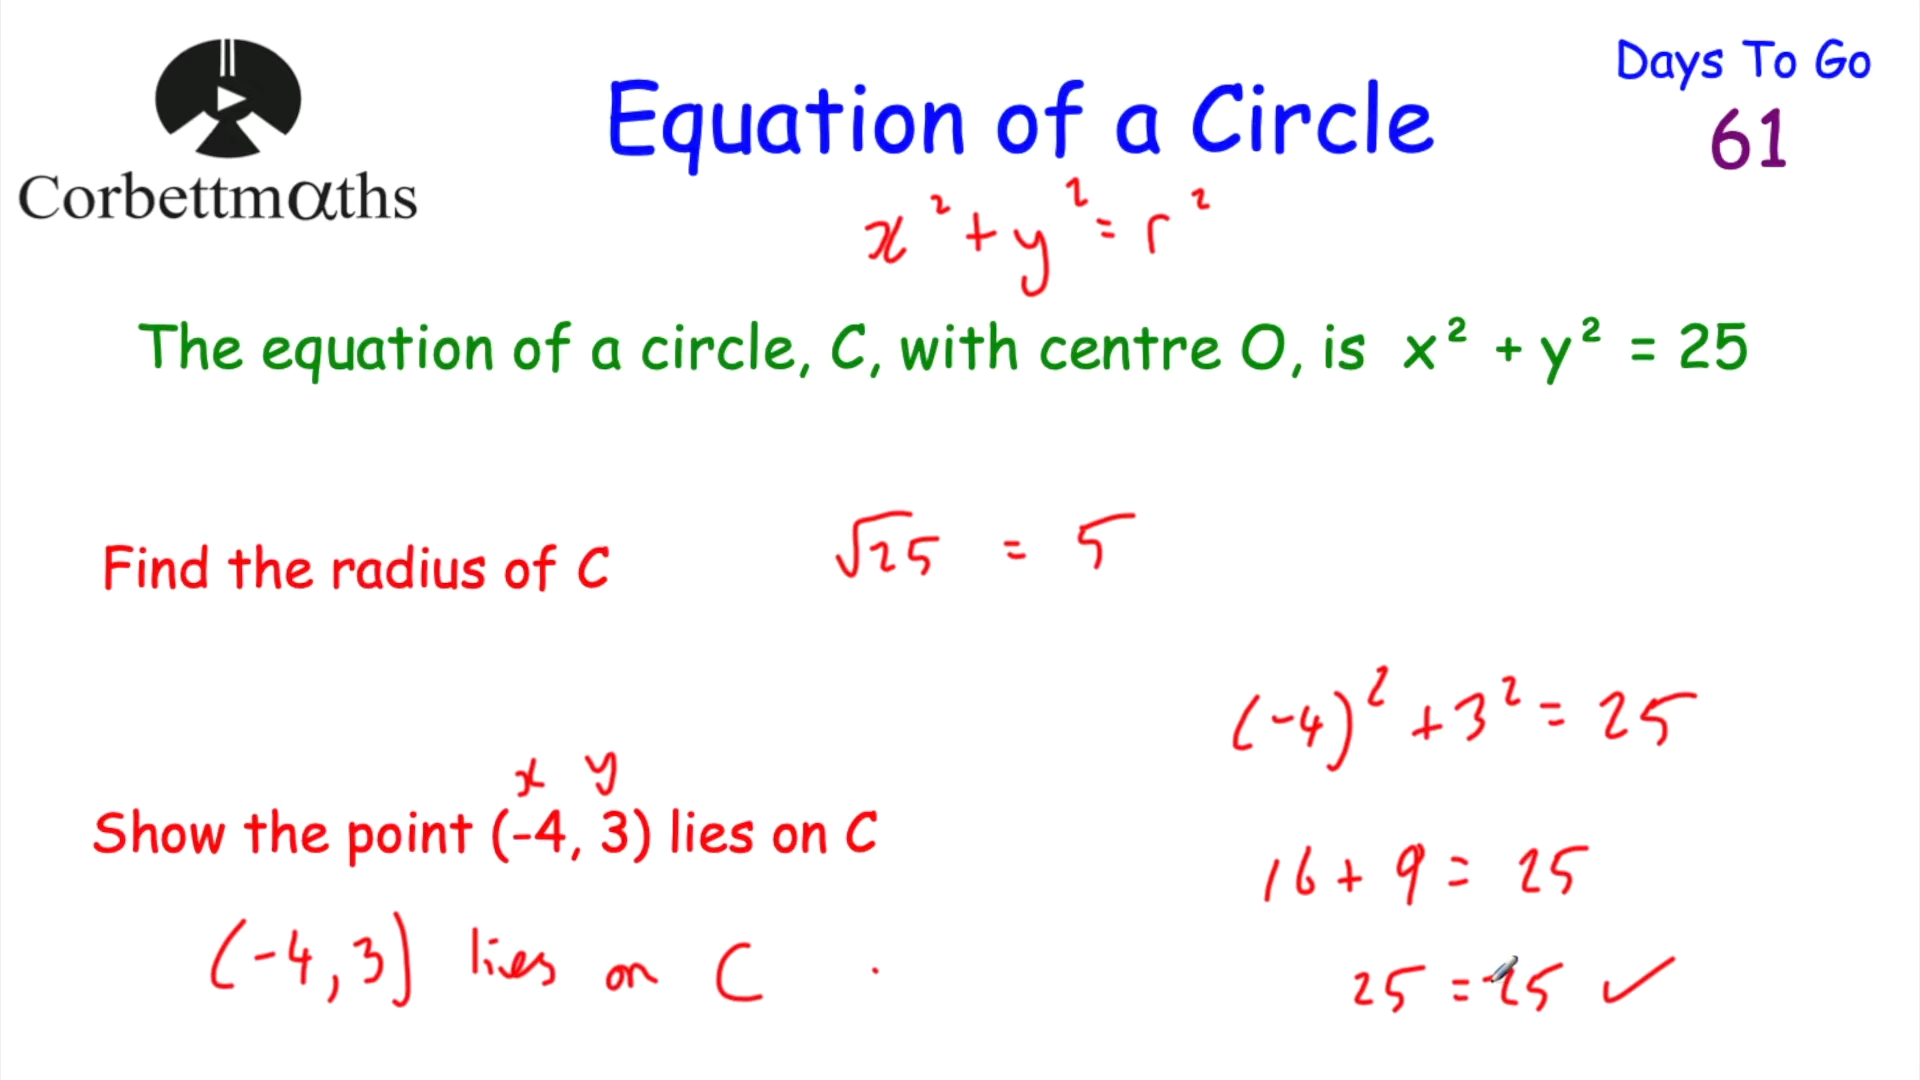 Corbettmαths
Days To Go
61
Equation of a Circle
x² + y² = r²
The equation of a circle, C, with centre O, is x² + y² = 25
Find the radius of C
√25 = 5
(-4)² + 3² = 25
x y
Show the point (-4, 3) lies on C
16 + 9 = 25
(-4, 3) lies on C .
25 = 25 ✓